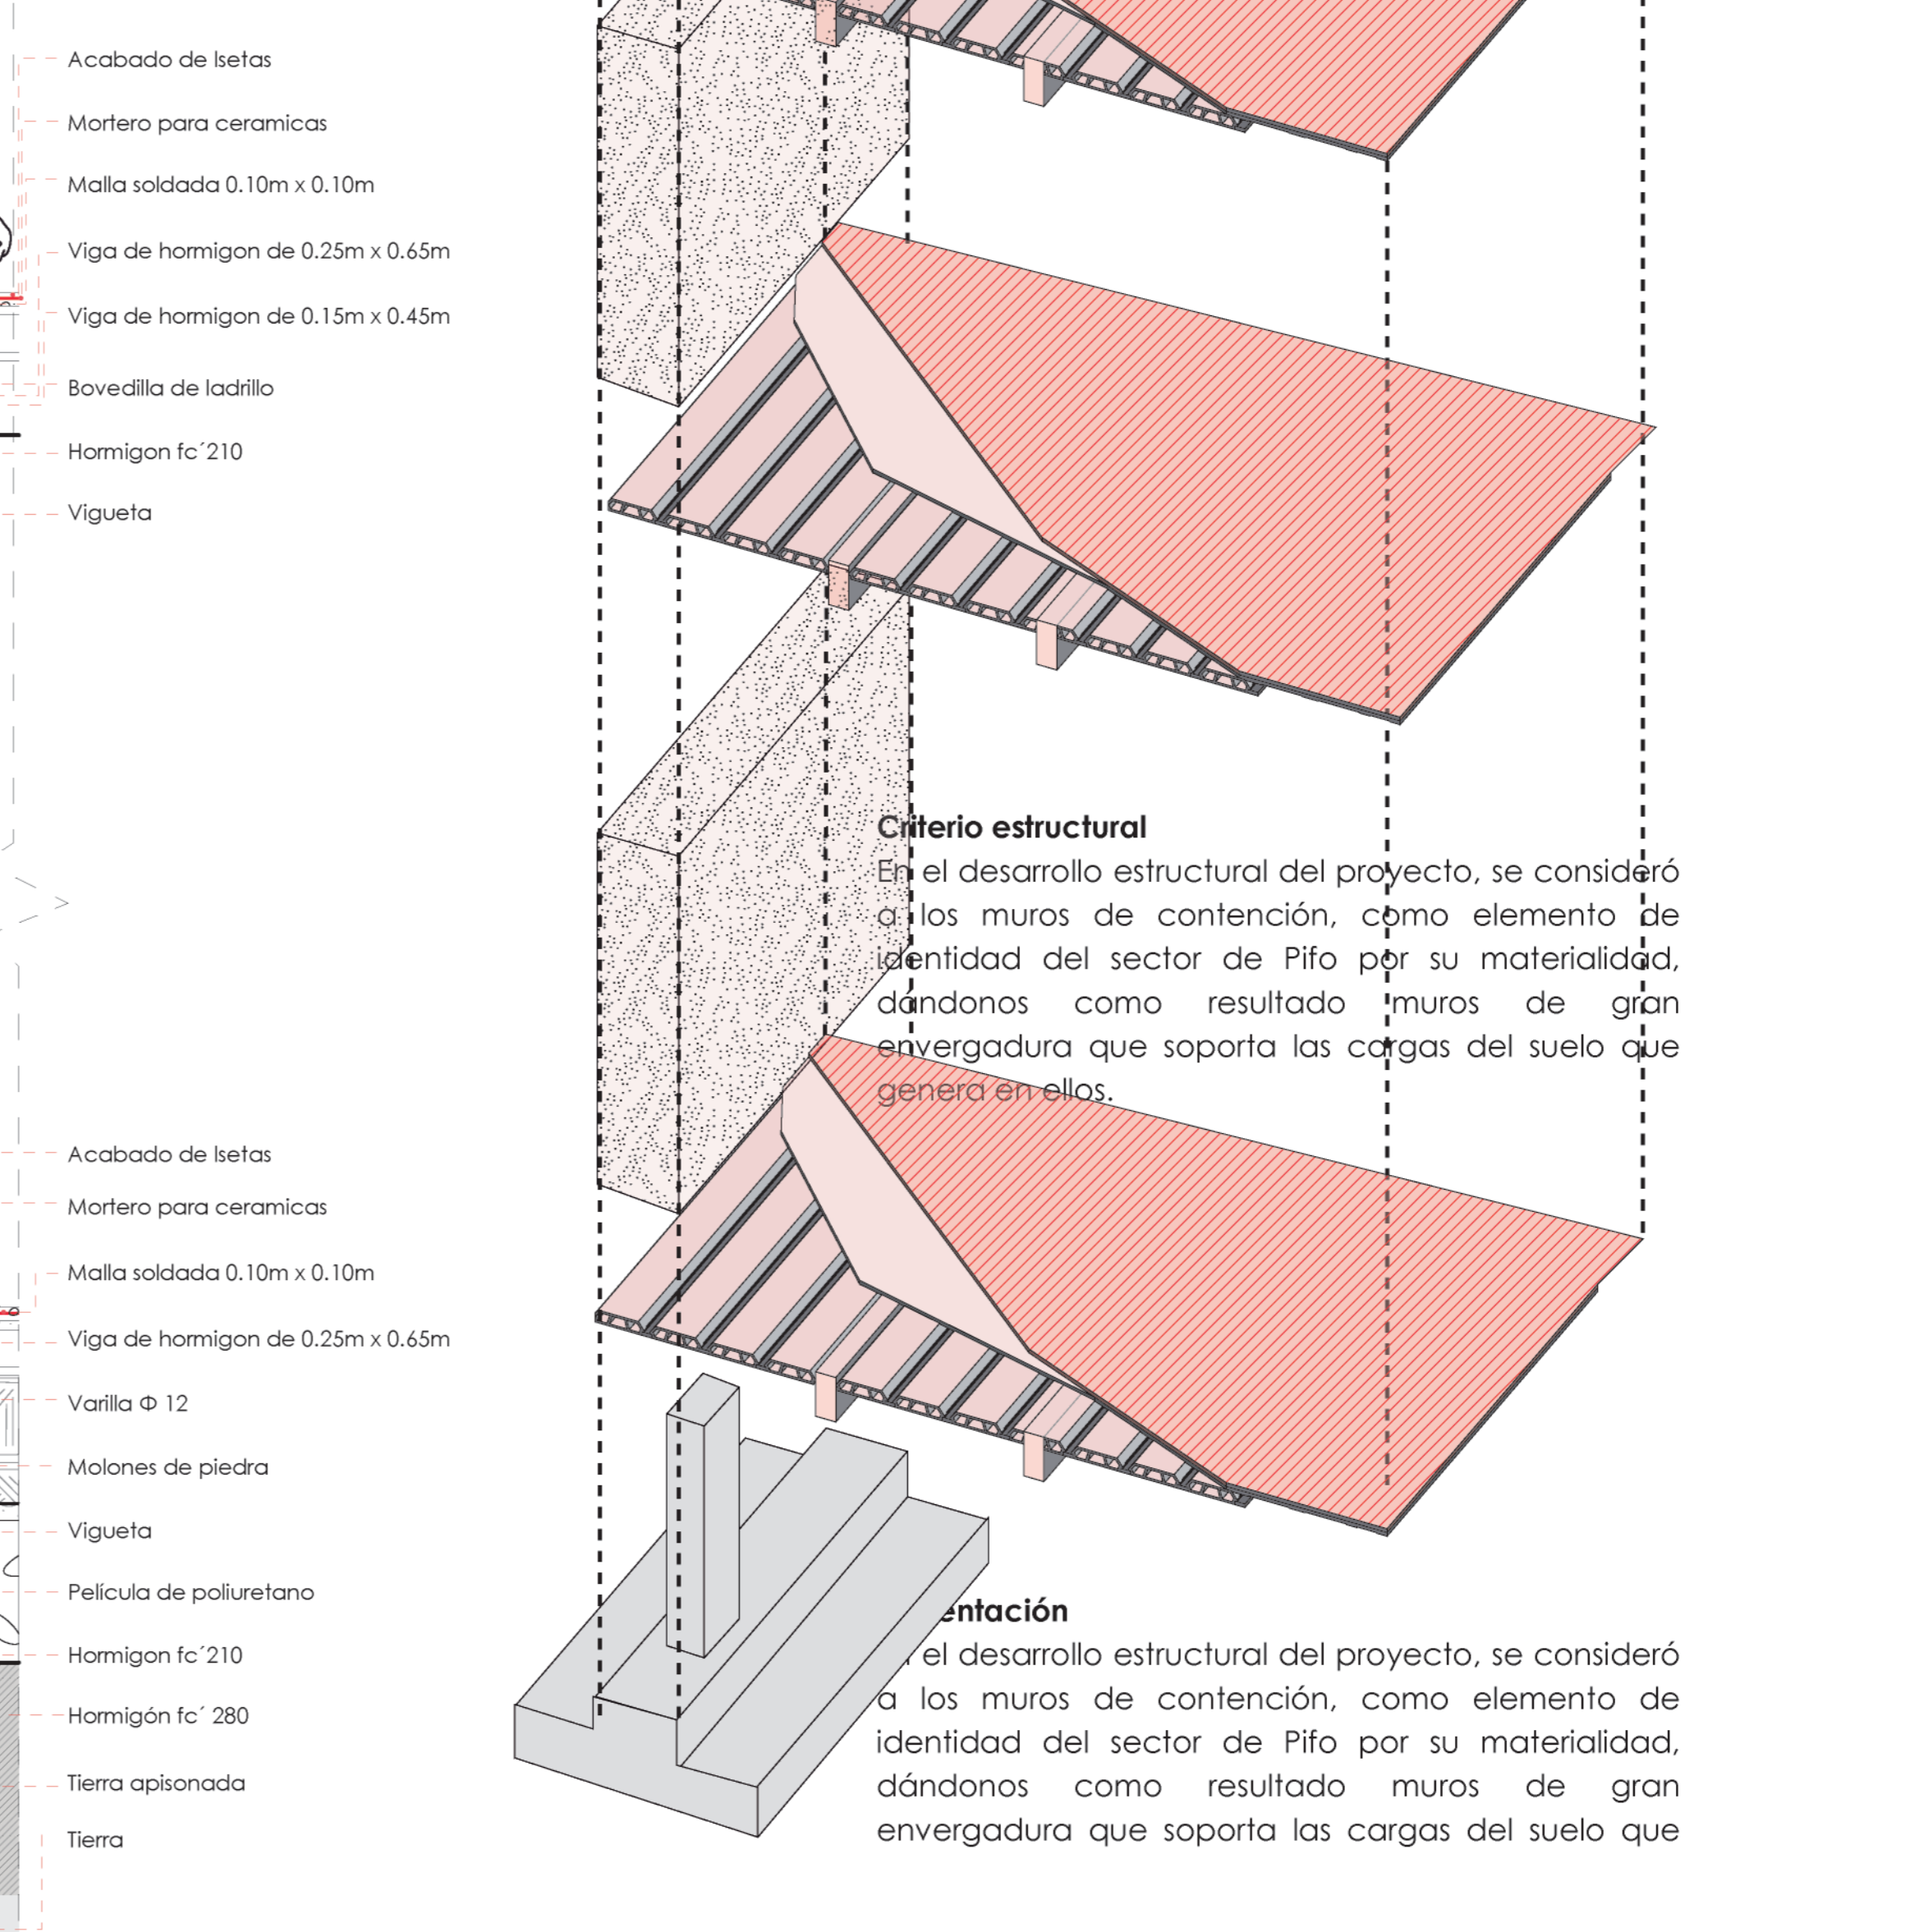 Acabado de lsetas
Mortero para ceramicas
Malla soldada 0.10m x 0.10m
Viga de hormigon de 0.25m x 0.65m
Viga de hormigon de 0.15m x 0.45m
Bovedilla de ladrillo
Hormigon fc´210
Vigueta
Acabado de lsetas
Mortero para ceramicas
Malla soldada 0.10m x 0.10m
Viga de hormigon de 0.25m x 0.65m
Varilla Φ 12
Molones de piedra
Vigueta
Película de poliuretano
Hormigon fc´210
Hormigón fc´ 280
Tierra apisonada
Tierra
Criterio estructural
En el desarrollo estructural del proyecto, se consideró
a los muros de contención, como elemento de
identidad del sector de Pifo por su materialidad,
dándonos como resultado muros de gran
envergadura que soporta las cargas del suelo que
genera en ellos.
entación
el desarrollo estructural del proyecto, se consideró
a los muros de contención, como elemento de
identidad del sector de Pifo por su materialidad,
dándonos como resultado muros de gran
envergadura que soporta las cargas del suelo que